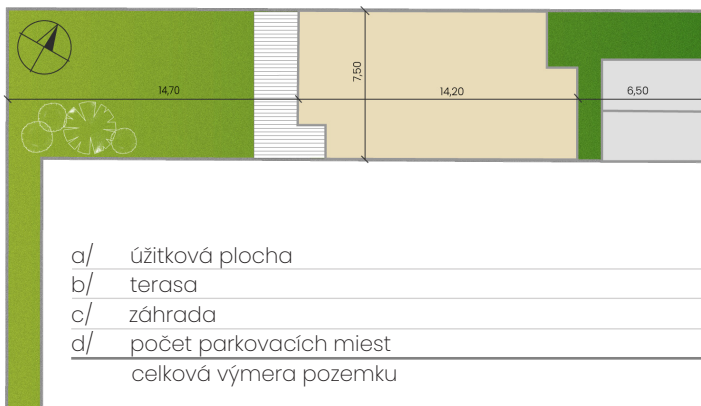 7,50
14,70
14,20
6,50
a/ úžitková plocha
b/ terasa
c/ záhrada
d/ počet parkovacích miest
celková výmera pozemku